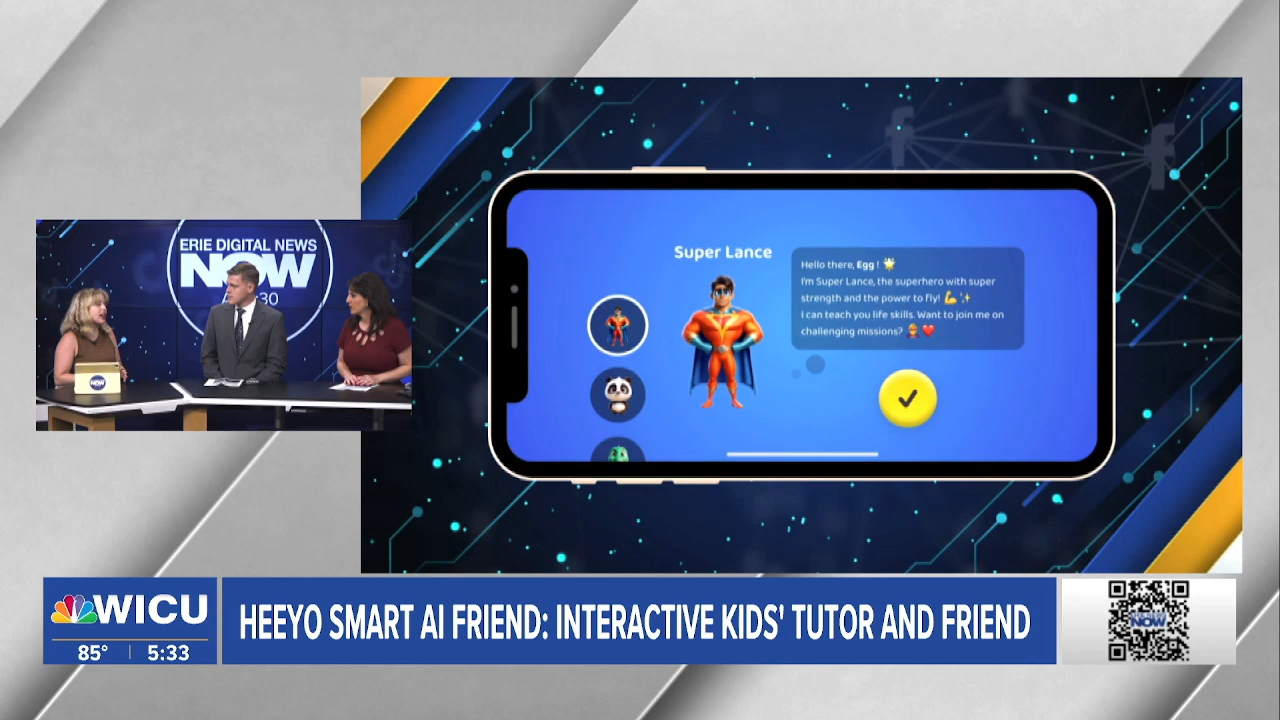 ERIE DIGITAL NEWS
NOW
30
NOW
Super Lance
Hello there, Egg ! 🌟
I'm Super Lance, the superhero with super
strength and the power to fly! 💪✨
I can teach you life skills. Want to join me on
challenging missions? 🦸❤️
WICU
85° | 5:33
HEEYO SMART AI FRiEND: INTERACTIVE KIDS' TUTOR AND FRIEND
NOW